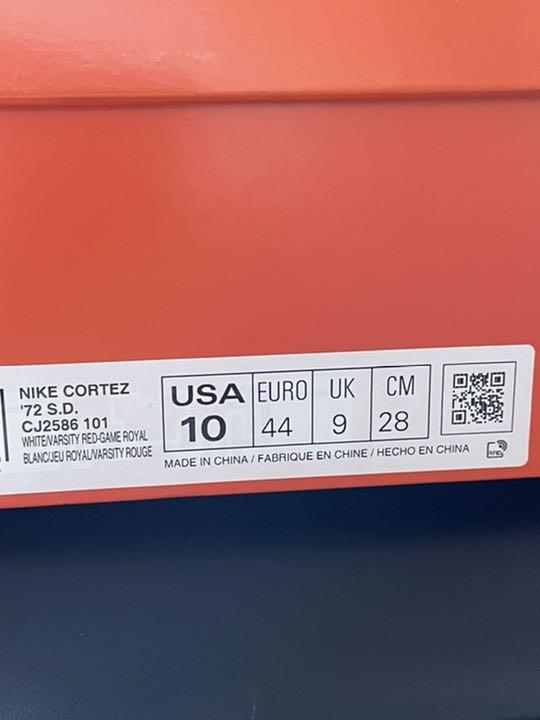 NIKE CORTEZ
'72 S.D.
CJ2586 101
WHITE/VARSITY RED-GAME ROYAL
BLANC/JEU ROYAL/VARSITY ROUGE
USA EURO UK CM
10 44 9 28
MADE IN CHINA / FABRIQUE EN CHINE / HECHO EN CHINA